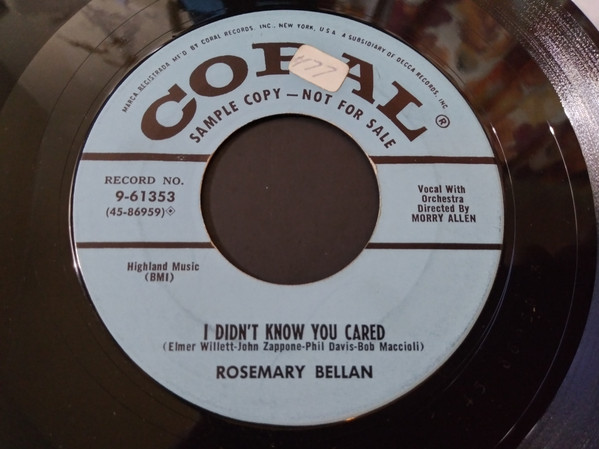 MARCA REGISTRADA MF'D BY CORAL RECORDS, INC., NEW YORK, U.S.A. A SUBSIDIARY OF DECCA RECORDS, INC.
CORAL®
SAMPLE COPY – NOT FOR SALE
RECORD NO.
9-61353
(45-86959)
Vocal With
Orchestra
Directed By
MORRY ALLEN
Highland Music
(BMI)
I DIDN'T KNOW YOU CARED
(Elmer Willett-John Zappone-Phil Davis-Bob Maccioli)
ROSEMARY BELLAN